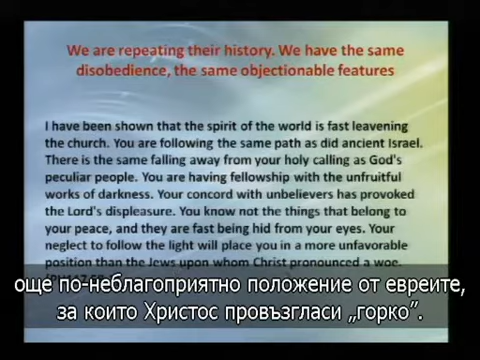 We are repeating their history. We have the same
disobedience, the same objectionable features
I have been shown that the spirit of the world is fast leavening
the church. You are following the same path as did ancient Israel.
There is the same falling away from your holy calling as God's
peculiar people. You are having fellowship with the unfruitful
works of darkness. Your concord with unbelievers has provoked
the Lord's displeasure. You know not the things that belong to
your peace, and they are fast being hid from your eyes. Your
neglect to follow the light will place you in a more unfavorable
position than the Jews upon whom Christ pronounced a woe.
още по-неблагоприятно положение от евреите,
за които Христос провъзгласи „горко”.